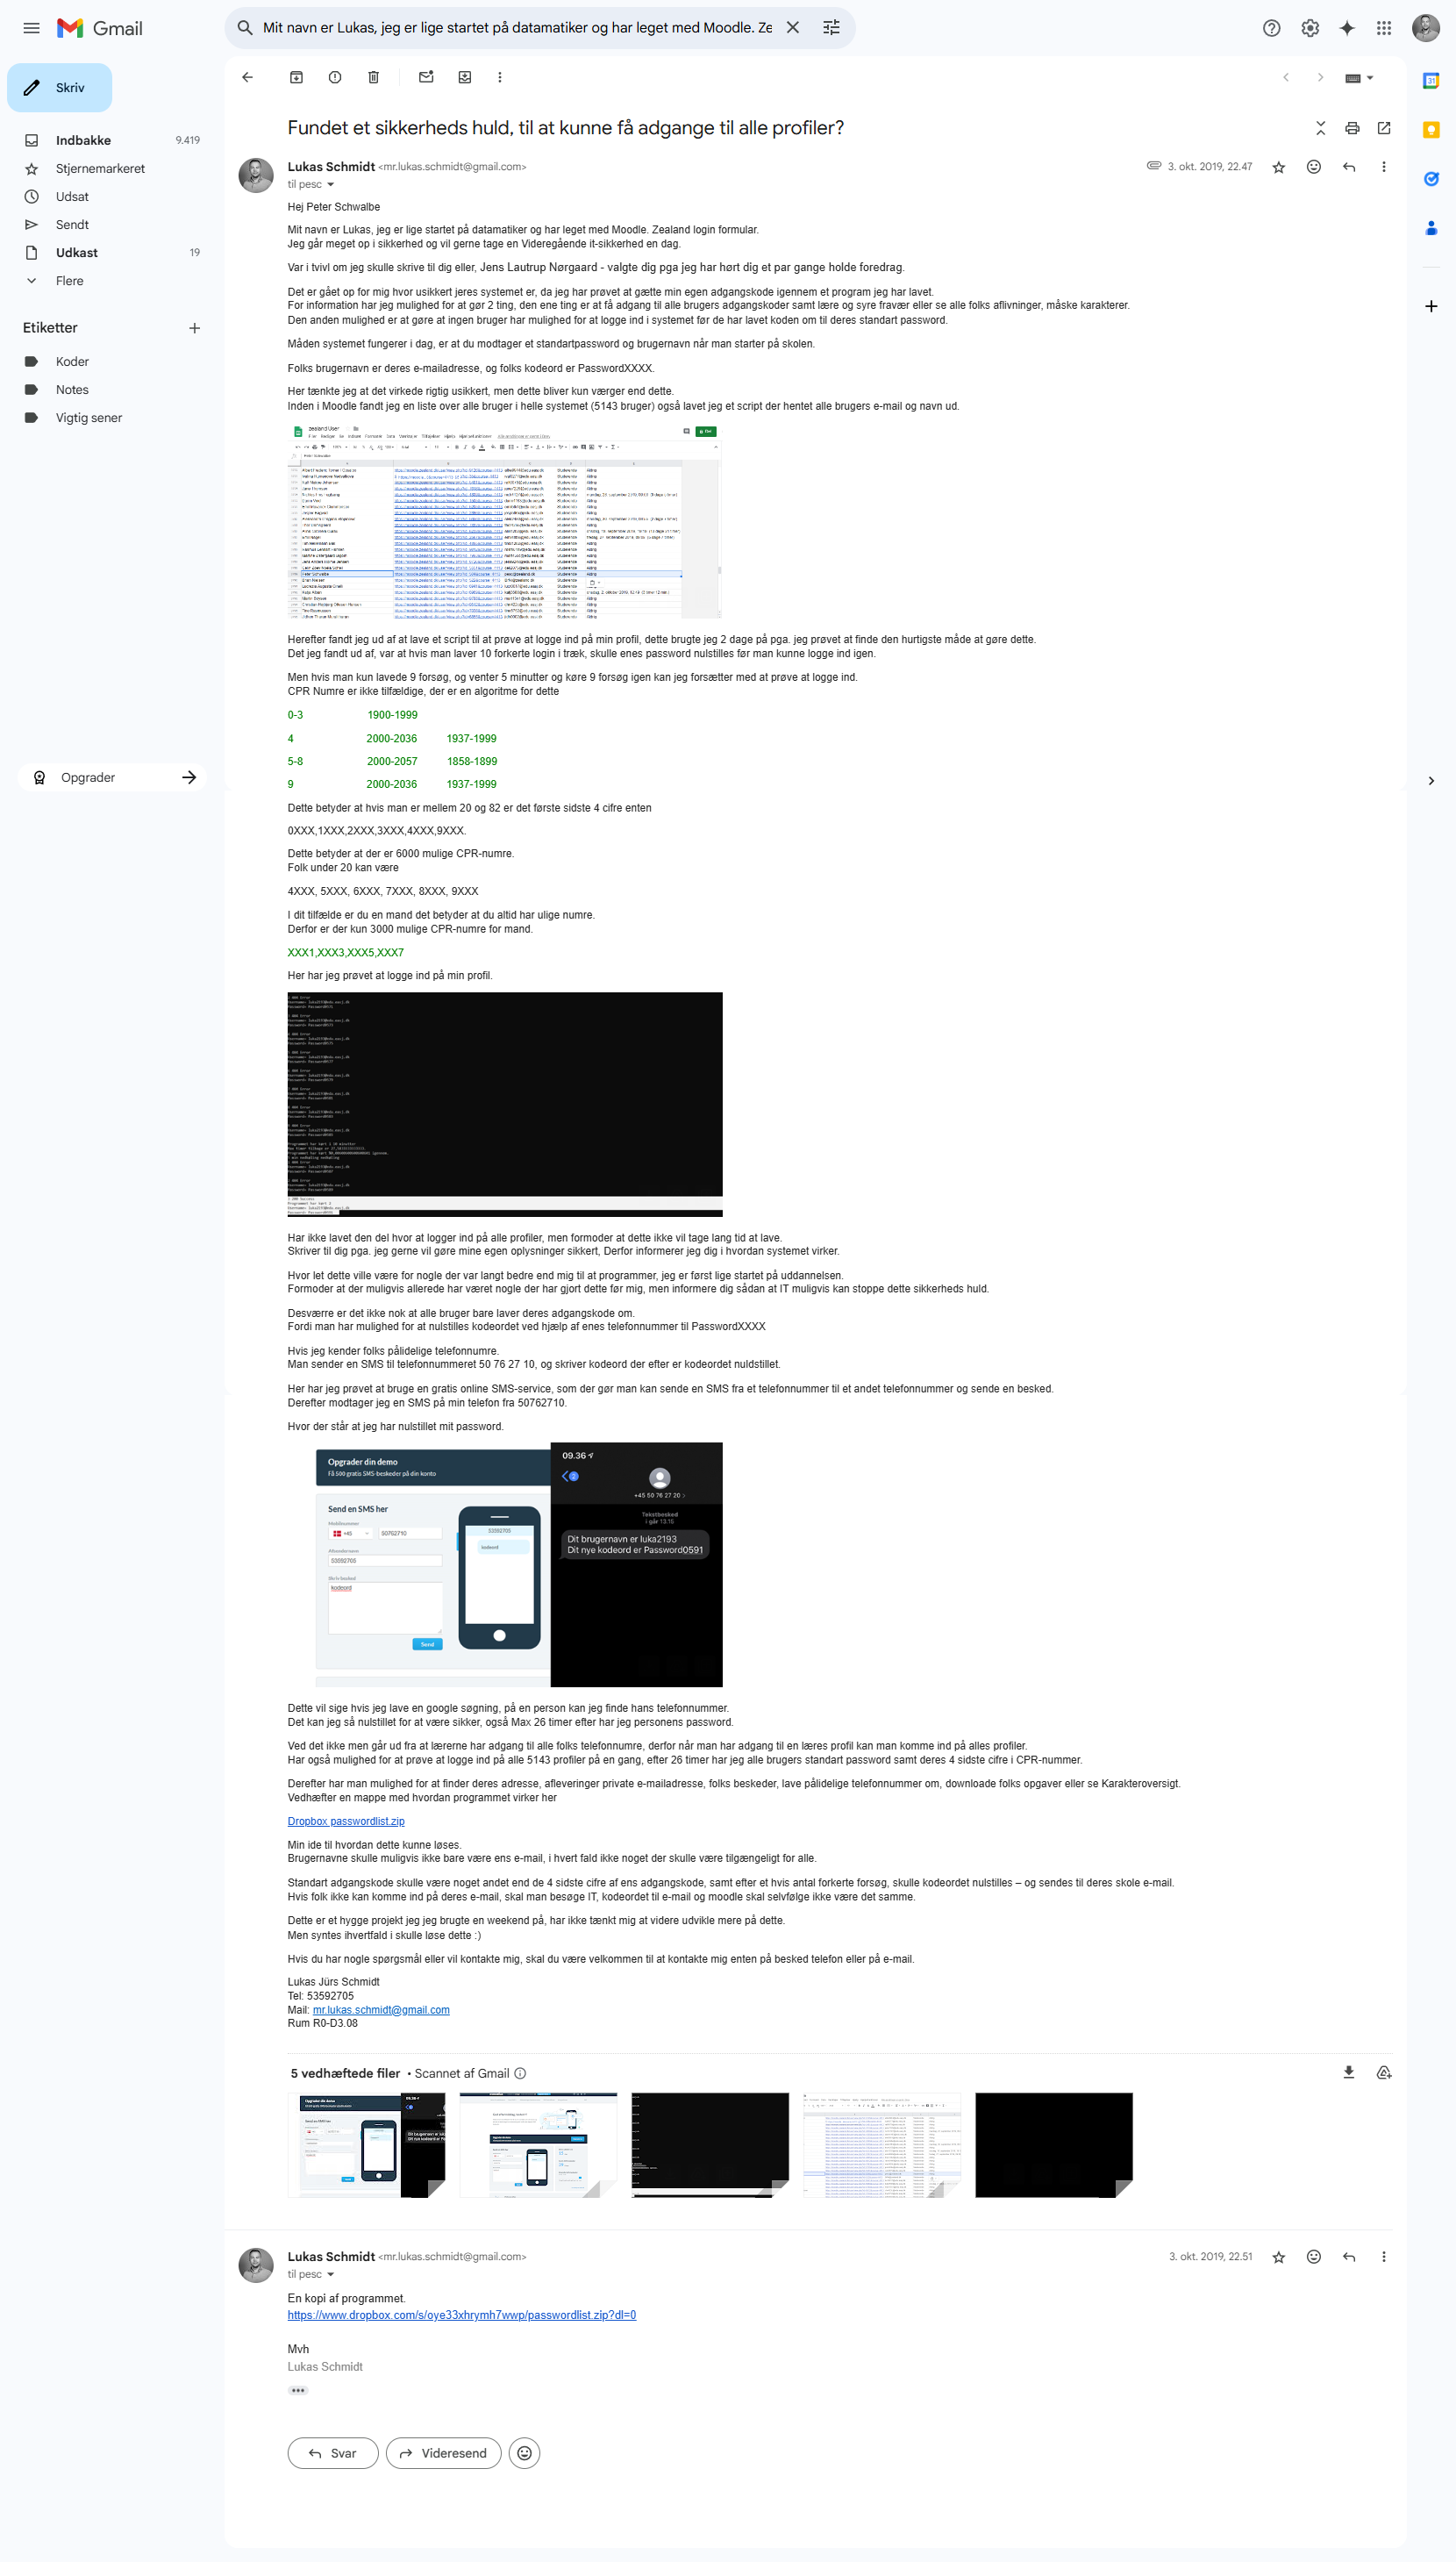 Gmail
Mit navn er Lukas, jeg er lige startet på datamatiker og har leget med Moodle. Ze
Skriv
Indbakke 9.419
Stjernemarkeret
Udsat
Sendt
Udkast 19
Flere
Etiketter
Koder
Notes
Vigtig sener
Opgrader
Fundet et sikkerheds huld, til at kunne få adgange til alle profiler?
Lukas Schmidt <mr.lukas.schmidt@gmail.com> 3. okt. 2019, 22.47
til pesc
Hej Peter Schwalbe
Mit navn er Lukas, jeg er lige startet på datamatiker og har leget med Moodle. Zealand login formular.
Jeg går meget op i sikkerhed og vil gerne tage en Videregående it-sikkerhed en dag.
Var i tvivl om jeg skulle skrive til dig eller, Jens Lautrup Nørgaard - valgte dig pga jeg har hørt dig et par gange holde foredrag.
Det er gået op for mig hvor usikkert jeres systemet er, da jeg har prøvet at gætte min egen adgangskode igennem et program jeg har lavet.
For information har jeg mulighed for at gør 2 ting, den ene ting er at få adgang til alle brugers adgangskoder samt lære og syre fravær eller se alle folks aflivninger, måske karakterer.
Den anden mulighed er at gøre at ingen bruger har mulighed for at logge ind i systemet før de har lavet koden om til deres standart password.
Måden systemet fungerer i dag, er at du modtager et standartpassword og brugernavn når man starter på skolen.
Folks brugernavn er deres e-mailadresse, og folks kodeord er PasswordXXXX.
Her tænkte jeg at det virkede rigtig usikkert, men dette bliver kun værger end dette.
Inden i Moodle fandt jeg en liste over alle bruger i helle systemet (5143 bruger) også lavet jeg et script der hentet alle brugers e-mail og navn ud.
Herefter fandt jeg ud af at lave et script til at prøve at logge ind på min profil, dette brugte jeg 2 dage på pga. jeg prøvet at finde den hurtigste måde at gøre dette.
Det jeg fandt ud af, var at hvis man laver 10 forkerte login i træk, skulle enes password nulstilles før man kunne logge ind igen.
Men hvis man kun lavede 9 forsøg, og venter 5 minutter og køre 9 forsøg igen kan jeg forsætter med at prøve at logge ind.
CPR Numre er ikke tilfældige, der er en algoritme for dette
0-3 1900-1999
4 2000-2036 1937-1999
5-8 2000-2057 1858-1899
9 2000-2036 1937-1999
Dette betyder at hvis man er mellem 20 og 82 er det første sidste 4 cifre enten
0XXX,1XXX,2XXX,3XXX,4XXX,9XXX.
Dette betyder at der er 6000 mulige CPR-numre.
Folk under 20 kan være
4XXX, 5XXX, 6XXX, 7XXX, 8XXX, 9XXX
I dit tilfælde er du en mand det betyder at du altid har ulige numre.
Derfor er der kun 3000 mulige CPR-numre for mand.
XXX1,XXX3,XXX5,XXX7
Her har jeg prøvet at logge ind på min profil.
Har ikke lavet den del hvor at logger ind på alle profiler, men formoder at dette ikke vil tage lang tid at lave.
Skriver til dig pga. jeg gerne vil gøre mine egen oplysninger sikkert, Derfor informerer jeg dig i hvordan systemet virker.
Hvor let dette ville være for nogle der var langt bedre end mig til at programmer, jeg er først lige startet på uddannelsen.
Formoder at der muligvis allerede har været nogle der har gjort dette før mig, men informere dig sådan at IT muligvis kan stoppe dette sikkerheds huld.
Desværre er det ikke nok at alle bruger bare laver deres adgangskode om.
Fordi man har mulighed for at nulstilles kodeordet ved hjælp af enes telefonnummer til PasswordXXXX
Hvis jeg kender folks pålidelige telefonnumre.
Man sender en SMS til telefonnummeret 50 76 27 10, og skriver kodeord der efter er kodeordet nuldstillet.
Her har jeg prøvet at bruge en gratis online SMS-service, som der gør man kan sende en SMS fra et telefonnummer til et andet telefonnummer og sende en besked.
Derefter modtager jeg en SMS på min telefon fra 50762710.
Hvor der står at jeg har nulstillet mit password.
Opgrader din demo
Få 500 gratis SMS-beskeder på din konto
Send en SMS her
Mobilnummer
+45 50762710
Afsendernavn
53592705
Skriv besked
kodeord
Send
53592705
kodeord
09.36
2
+45 50 76 27 20
Tekstbesked
i går 13.15
Dit brugernavn er luka2193
Dit nye kodeord er Password0591
Dette vil sige hvis jeg lave en google søgning, på en person kan jeg finde hans telefonnummer.
Det kan jeg så nulstillet for at være sikker, også Max 26 timer efter har jeg personens password.
Ved det ikke men går ud fra at lærerne har adgang til alle folks telefonnumre, derfor når man har adgang til en læres profil kan man komme ind på alles profiler.
Har også mulighed for at prøve at logge ind på alle 5143 profiler på en gang, efter 26 timer har jeg alle brugers standart password samt deres 4 sidste cifre i CPR-nummer.
Derefter har man mulighed for at finder deres adresse, afleveringer private e-mailadresse, folks beskeder, lave pålidelige telefonnummer om, downloade folks opgaver eller se Karakteroversigt.
Vedhæfter en mappe med hvordan programmet virker her
Dropbox passwordlist.zip
Min ide til hvordan dette kunne løses.
Brugernavne skulle muligvis ikke bare være ens e-mail, i hvert fald ikke noget der skulle være tilgængeligt for alle.
Standart adgangskode skulle være noget andet end de 4 sidste cifre af ens adgangskode, samt efter et hvis antal forkerte forsøg, skulle kodeordet nulstilles – og sendes til deres skole e-mail.
Hvis folk ikke kan komme ind på deres e-mail, skal man besøge IT, kodeordet til e-mail og moodle skal selvfølge ikke være det samme.
Dette er et hygge projekt jeg jeg brugte en weekend på, har ikke tænkt mig at videre udvikle mere på dette.
Men syntes ihvertfald i skulle løse dette :)
Hvis du har nogle spørgsmål eller vil kontakte mig, skal du være velkommen til at kontakte mig enten på besked telefon eller på e-mail.
Lukas Jürs Schmidt
Tel: 53592705
Mail: mr.lukas.schmidt@gmail.com
Rum R0-D3.08
5 vedhæftede filer • Scannet af Gmail
Lukas Schmidt <mr.lukas.schmidt@gmail.com> 3. okt. 2019, 22.51
til pesc
En kopi af programmet.
https://www.dropbox.com/s/oye33xhrymh7wwp/passwordlist.zip?dl=0
Mvh
Lukas Schmidt
Svar
Videresend